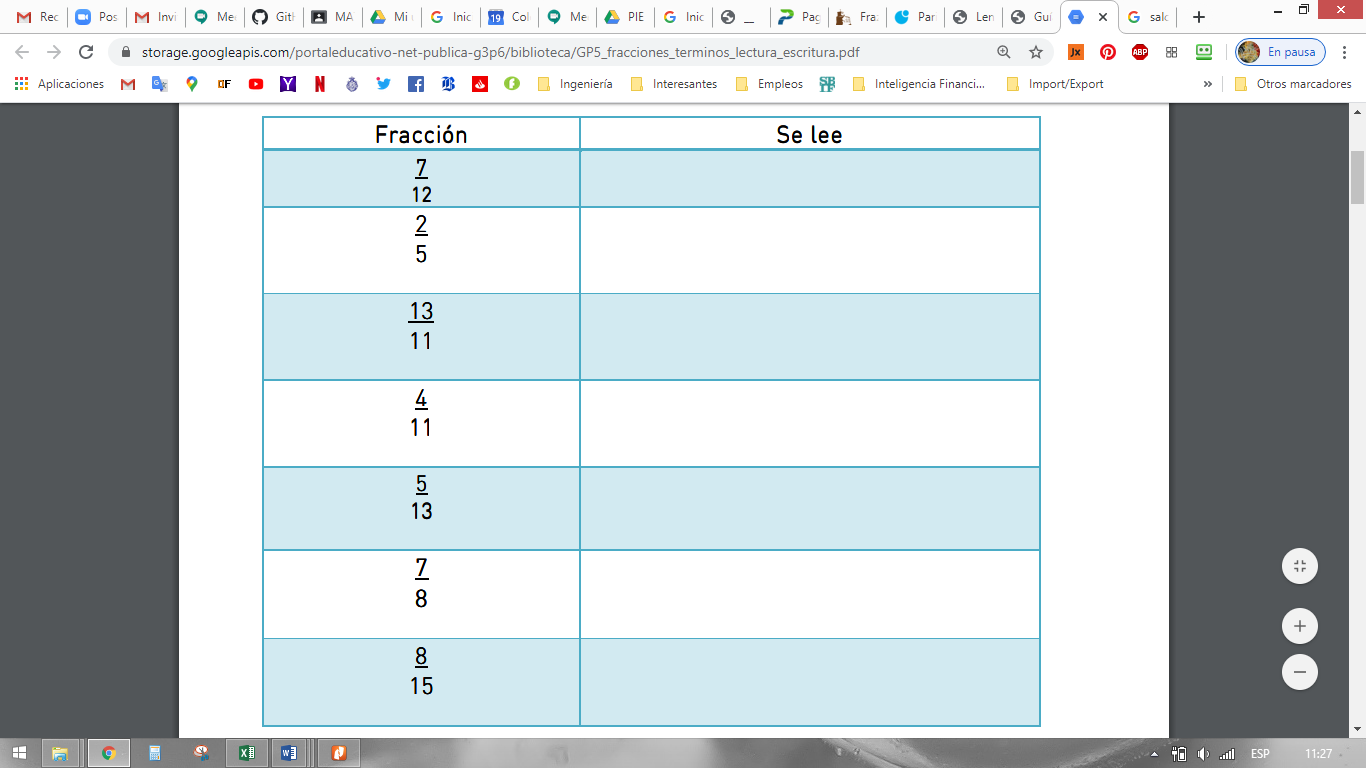 Rec
Pos
Invi
Me
Gitl
MA
Mi u
Inic
Col
Me
PIE
Inic
__
Pag
Fra
Par
Len
Guí
salc
storage.googleapis.com/portaleducativo-net-publica-g3p6/biblioteca/GP5_fracciones_terminos_lectura_escritura.pdf
En pausa
Aplicaciones
Ingeniería
Interesantes
Empleos
Inteligencia Financi...
Import/Export
»
Otros marcadores
Fracción Se lee
7
12
2
5
13
11
4
11
5
13
7
8
8
15
ESP
11:27